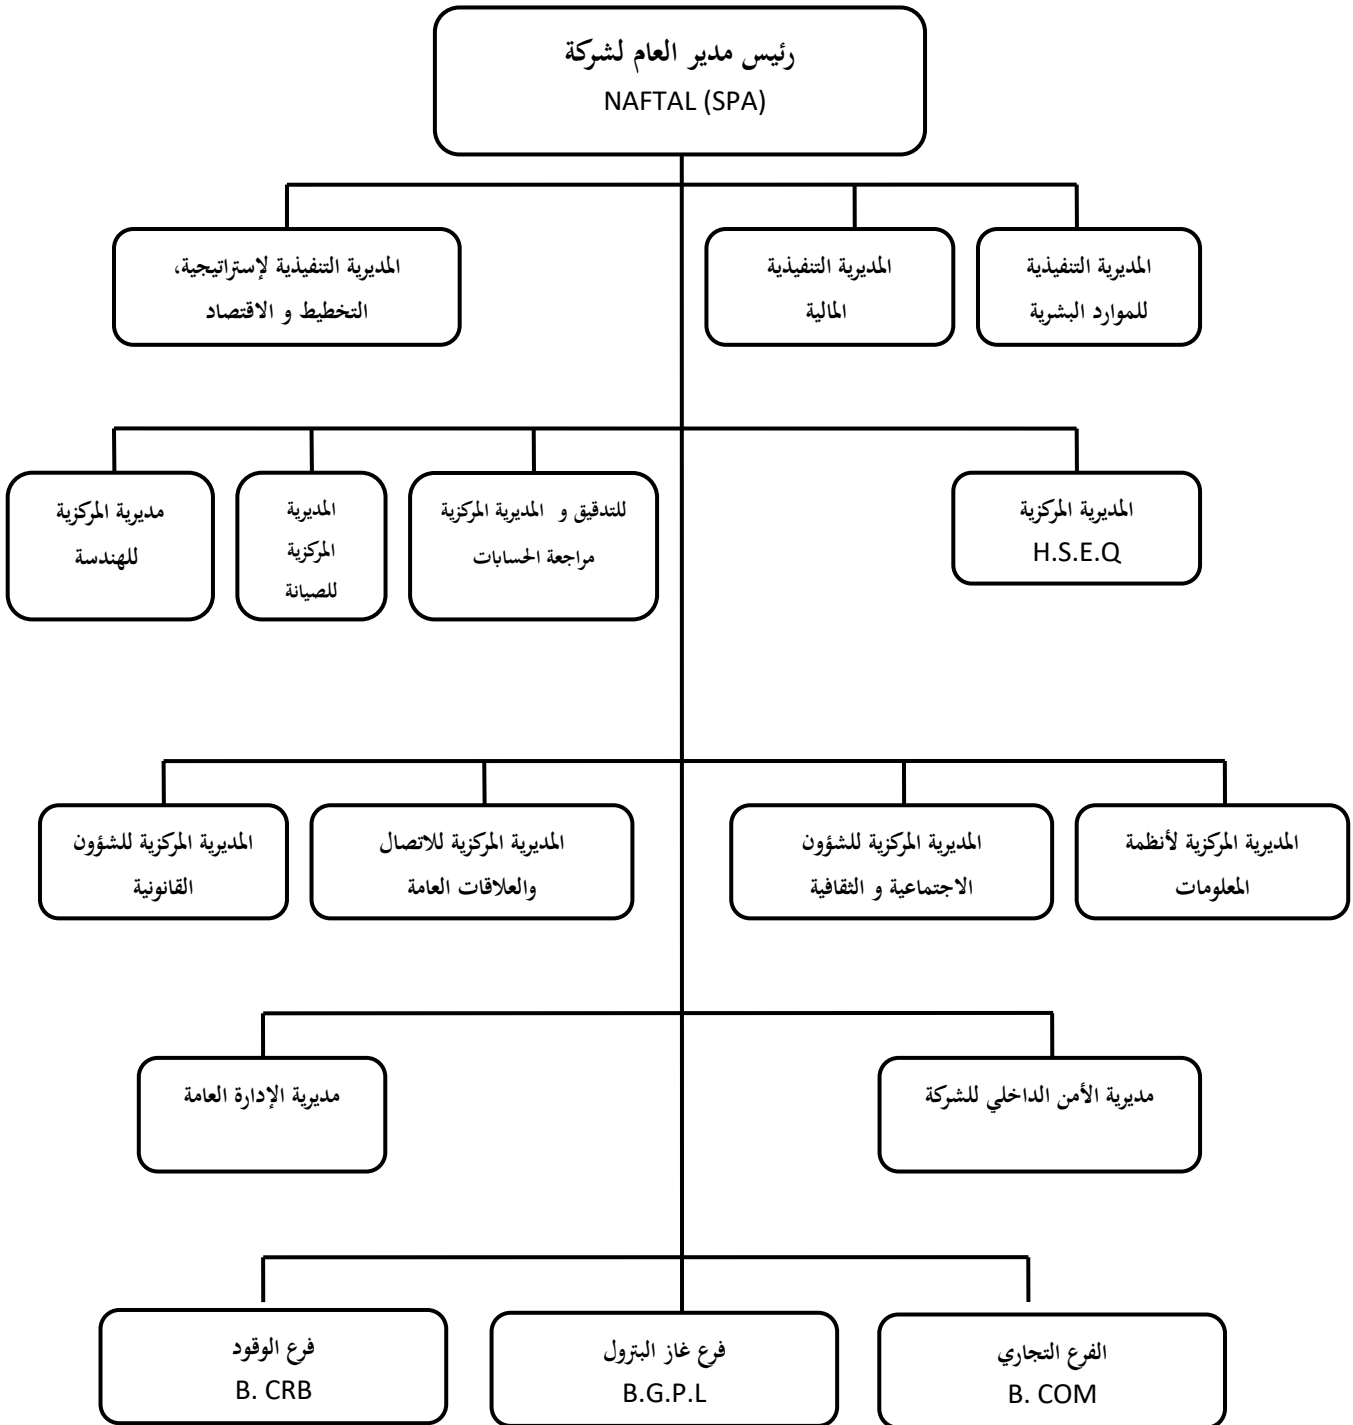 رئيس مدير العام لشركة
NAFTAL (SPA)
المديرية التنفيذية
للموارد البشرية
المديرية التنفيذية
المالية
المديرية التنفيذية لإستراتيجية،
التخطيط و الاقتصاد
المديرية المركزية
H.S.E.Q
للتدقيق و المديرية المركزية
مراجعة الحسابات
المديرية
المركزية
للصيانة
مديرية المركزية
للهندسة
المديرية المركزية لأنظمة
المعلومات
المديرية المركزية للشؤون
الاجتماعية و الثقافية
المديرية المركزية للاتصال
والعلاقات العامة
المديرية المركزية للشؤون
القانونية
مديرية الأمن الداخلي للشركة
مديرية الإدارة العامة
الفرع التجاري
B. COM
فرع غاز البترول
B.G.P.L
فرع الوقود
B. CRB